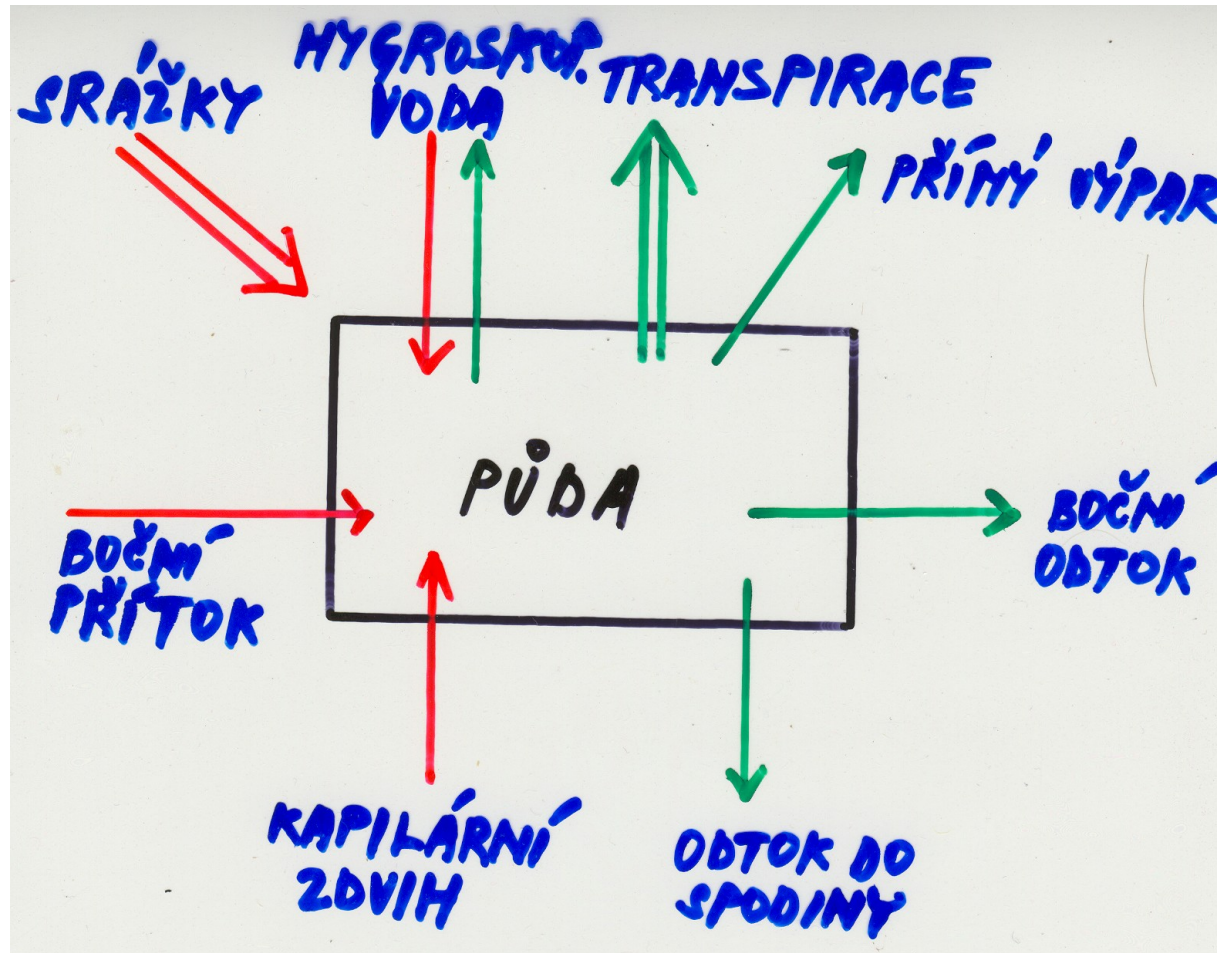 SRÁŽKY
HYGROSKOP.
VODA
TRANSPIRACE
PŘÍMÝ VÝPAR
PŮDA
BOČNÍ
PŘÍTOK
BOČNÍ
ODTOK
KAPILÁRNÍ
ZDVIH
ODTOK DO
SPODINY